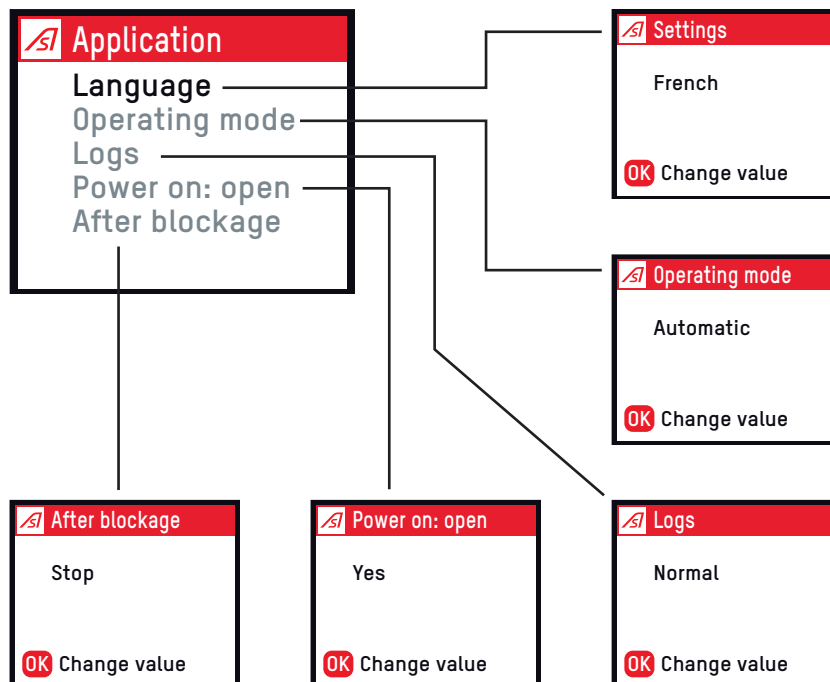 Application
Language
Operating mode
Logs
Power on: open
After blockage
Settings
French
OK Change value
Operating mode
Automatic
OK Change value
After blockage
Stop
OK Change value
Power on: open
Yes
OK Change value
Logs
Normal
OK Change value